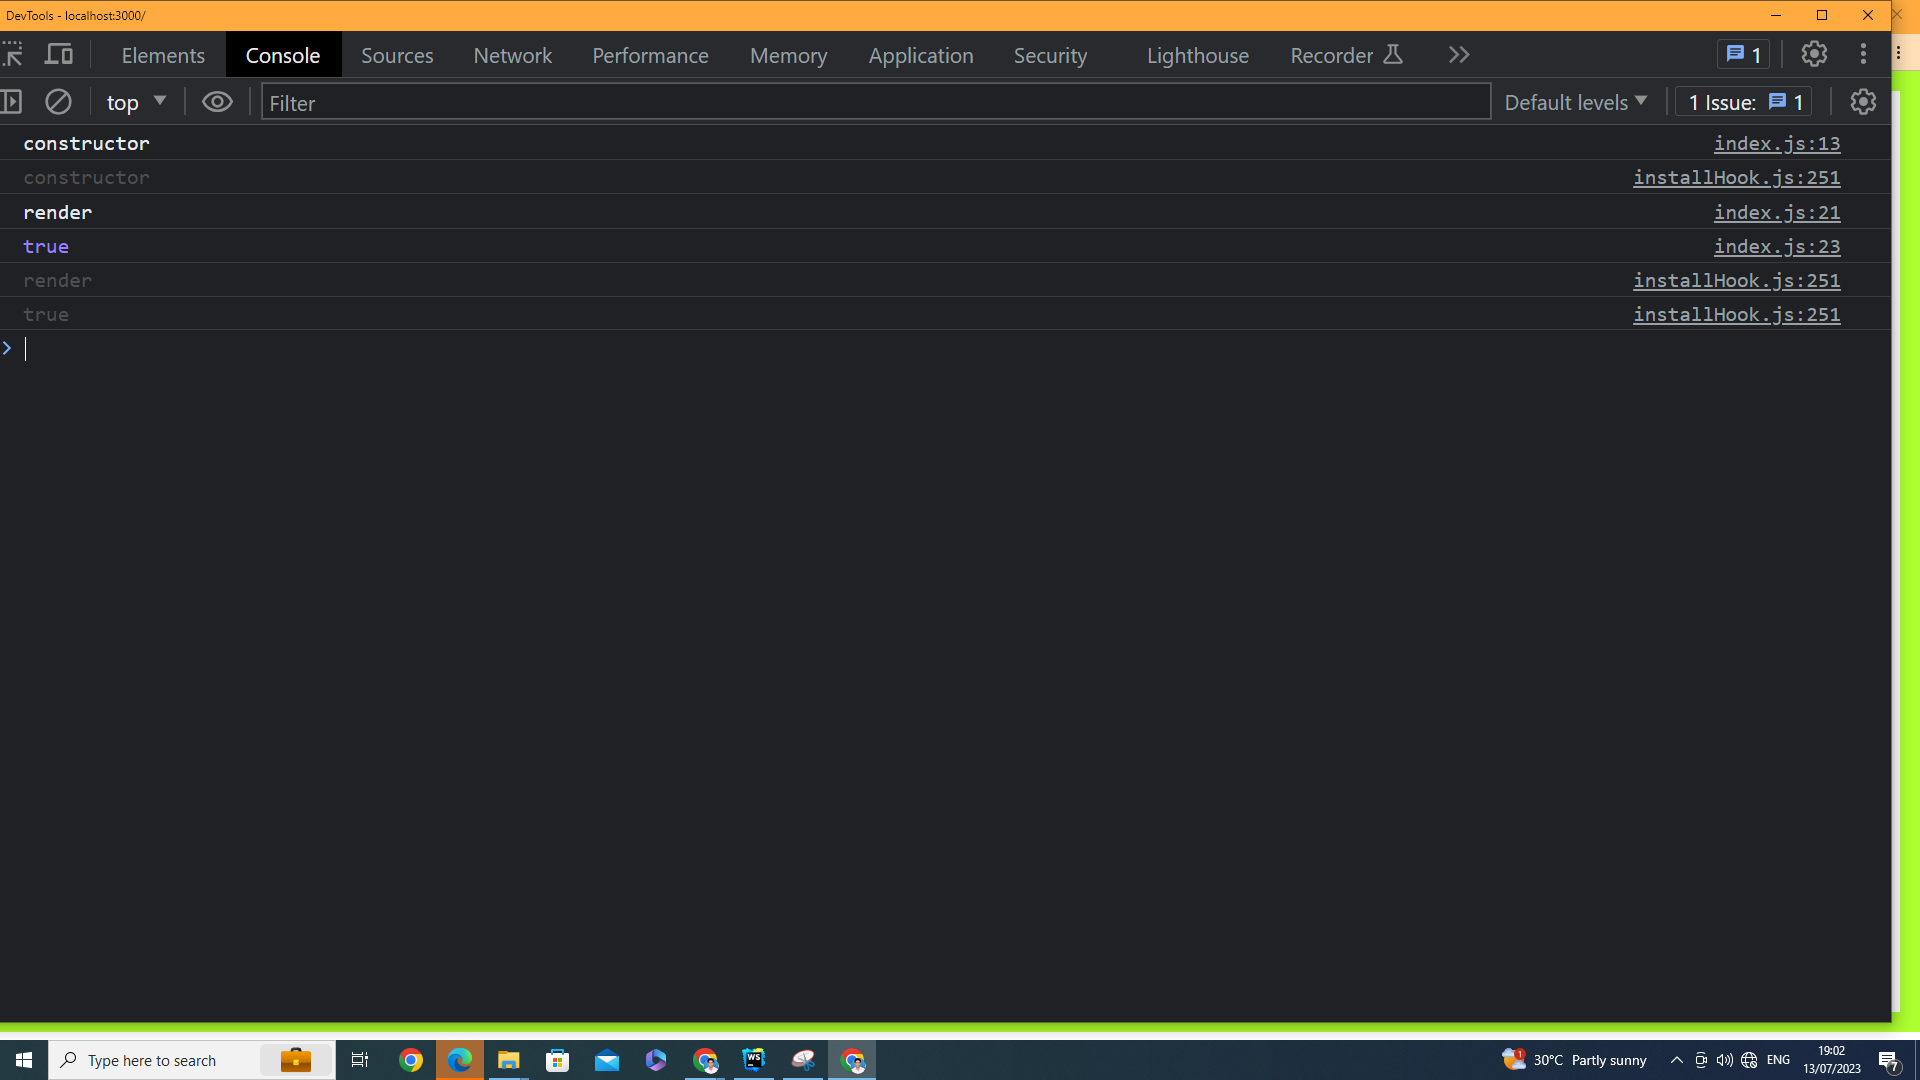 DevTools - localhost:3000/
Elements Console Sources Network Performance Memory Application Security Lighthouse Recorder 1
top Filter Default levels 1 Issue: 1
constructor index.js:13
constructor installHook.js:251
render index.js:21
true index.js:23
render installHook.js:251
true installHook.js:251
Type here to search WS 1 30°C Partly sunny ENG 19:02
13/07/2023 7